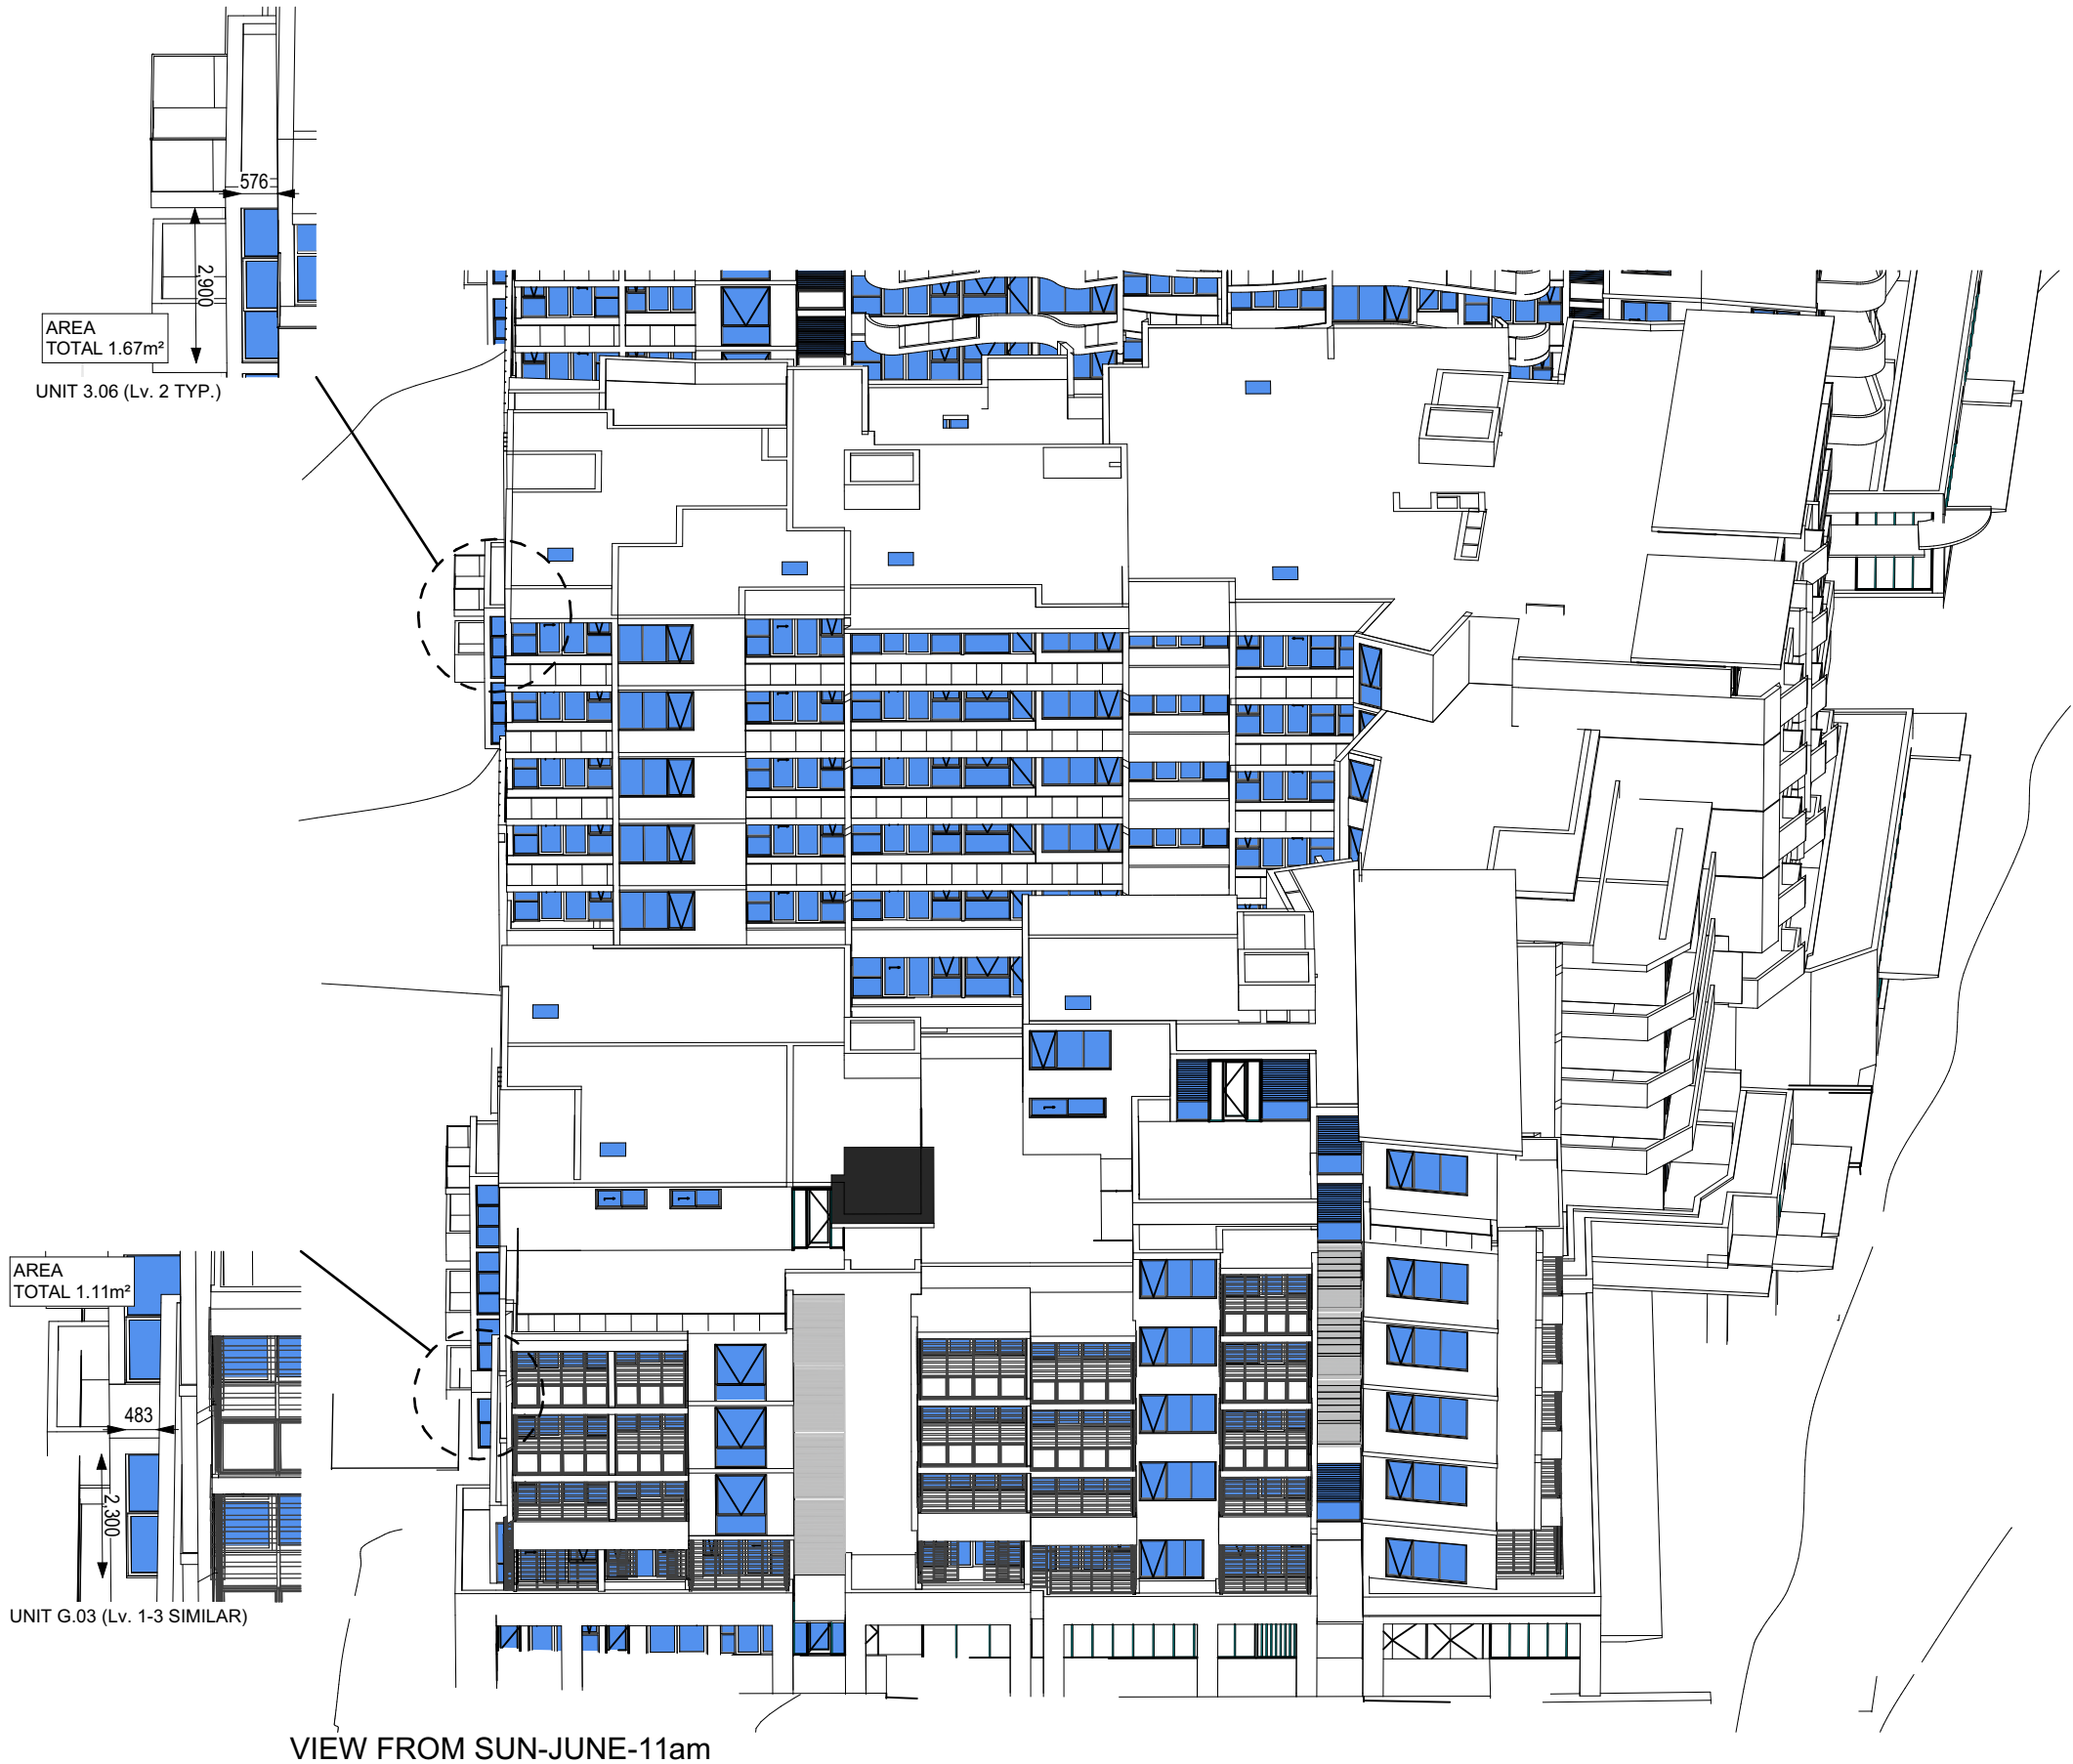 576
2,900
AREA
TOTAL 1.67m²
UNIT 3.06 (Lv. 2 TYP.)
AREA
TOTAL 1.11m²
483
2,300
UNIT G.03 (Lv. 1-3 SIMILAR)
VIEW FROM SUN-JUNE-11am